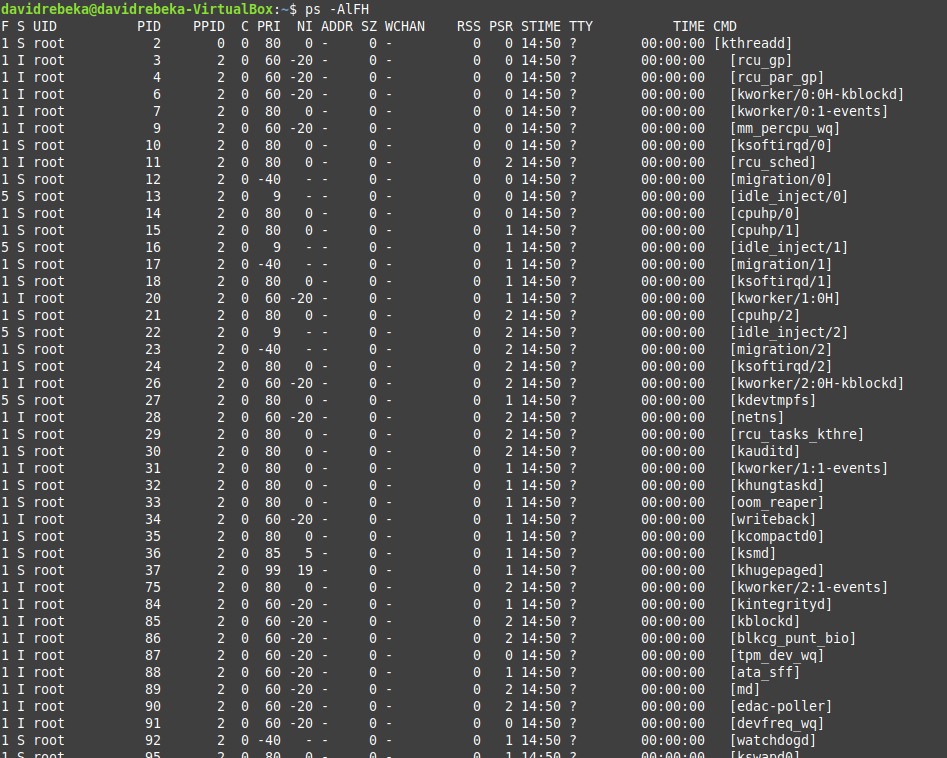 davidrebeka@davidrebeka-VirtualBox:~$ ps -AlFH
F S UID          PID    PPID  C PRI  NI ADDR SZ WCHAN    RSS PSR STIME TTY          TIME CMD
1 S root           2       0  0  80   0 -     0 -          0   0 14:50 ?        00:00:00 [kthreadd]
1 I root           3       2  0  60 -20 -     0 -          0   0 14:50 ?        00:00:00   [rcu_gp]
1 I root           4       2  0  60 -20 -     0 -          0   0 14:50 ?        00:00:00   [rcu_par_gp]
1 I root           6       2  0  60 -20 -     0 -          0   0 14:50 ?        00:00:00   [kworker/0:0H-kblockd]
1 I root           7       2  0  80   0 -     0 -          0   0 14:50 ?        00:00:00   [kworker/0:1-events]
1 I root           9       2  0  60 -20 -     0 -          0   0 14:50 ?        00:00:00   [mm_percpu_wq]
1 S root          10       2  0  80   0 -     0 -          0   0 14:50 ?        00:00:00   [ksoftirqd/0]
1 I root          11       2  0  80   0 -     0 -          0   2 14:50 ?        00:00:00   [rcu_sched]
1 S root          12       2  0 -40   - -     0 -          0   0 14:50 ?        00:00:00   [migration/0]
5 S root          13       2  0   9   - -     0 -          0   0 14:50 ?        00:00:00   [idle_inject/0]
1 S root          14       2  0  80   0 -     0 -          0   0 14:50 ?        00:00:00   [cpuhp/0]
1 S root          15       2  0  80   0 -     0 -          0   1 14:50 ?        00:00:00   [cpuhp/1]
5 S root          16       2  0   9   - -     0 -          0   1 14:50 ?        00:00:00   [idle_inject/1]
1 S root          17       2  0 -40   - -     0 -          0   1 14:50 ?        00:00:00   [migration/1]
1 S root          18       2  0  80   0 -     0 -          0   1 14:50 ?        00:00:00   [ksoftirqd/1]
1 I root          20       2  0  60 -20 -     0 -          0   1 14:50 ?        00:00:00   [kworker/1:0H]
1 S root          21       2  0  80   0 -     0 -          0   2 14:50 ?        00:00:00   [cpuhp/2]
5 S root          22       2  0   9   - -     0 -          0   2 14:50 ?        00:00:00   [idle_inject/2]
1 S root          23       2  0 -40   - -     0 -          0   2 14:50 ?        00:00:00   [migration/2]
1 S root          24       2  0  80   0 -     0 -          0   2 14:50 ?        00:00:00   [ksoftirqd/2]
1 I root          26       2  0  60 -20 -     0 -          0   2 14:50 ?        00:00:00   [kworker/2:0H-kblockd]
5 S root          27       2  0  80   0 -     0 -          0   1 14:50 ?        00:00:00   [kdevtmpfs]
1 I root          28       2  0  60 -20 -     0 -          0   2 14:50 ?        00:00:00   [netns]
1 S root          29       2  0  80   0 -     0 -          0   2 14:50 ?        00:00:00   [rcu_tasks_kthre]
1 S root          30       2  0  80   0 -     0 -          0   2 14:50 ?        00:00:00   [kauditd]
1 I root          31       2  0  80   0 -     0 -          0   1 14:50 ?        00:00:00   [kworker/1:1-events]
1 S root          32       2  0  80   0 -     0 -          0   1 14:50 ?        00:00:00   [khungtaskd]
1 S root          33       2  0  80   0 -     0 -          0   1 14:50 ?        00:00:00   [oom_reaper]
1 I root          34       2  0  60 -20 -     0 -          0   1 14:50 ?        00:00:00   [writeback]
1 S root          35       2  0  80   0 -     0 -          0   1 14:50 ?        00:00:00   [kcompactd0]
1 S root          36       2  0  85   5 -     0 -          0   1 14:50 ?        00:00:00   [ksmd]
1 S root          37       2  0  99  19 -     0 -          0   1 14:50 ?        00:00:00   [khugepaged]
1 I root          75       2  0  80   0 -     0 -          0   2 14:50 ?        00:00:00   [kworker/2:1-events]
1 I root          84       2  0  60 -20 -     0 -          0   1 14:50 ?        00:00:00   [kintegrityd]
1 I root          85       2  0  60 -20 -     0 -          0   2 14:50 ?        00:00:00   [kblockd]
1 I root          86       2  0  60 -20 -     0 -          0   2 14:50 ?        00:00:00   [blkcg_punt_bio]
1 I root          87       2  0  60 -20 -     0 -          0   0 14:50 ?        00:00:00   [tpm_dev_wq]
1 I root          88       2  0  60 -20 -     0 -          0   1 14:50 ?        00:00:00   [ata_sff]
1 I root          89       2  0  60 -20 -     0 -          0   2 14:50 ?        00:00:00   [md]
1 I root          90       2  0  60 -20 -     0 -          0   2 14:50 ?        00:00:00   [edac-poller]
1 I root          91       2  0  60 -20 -     0 -          0   0 14:50 ?        00:00:00   [devfreq_wq]
1 S root          92       2  0 -40   - -     0 -          0   1 14:50 ?        00:00:00   [watchdogd]
1 S root          95       2  0  80   0 -     0 -          0   1 14:50 ?        00:00:00   [kswapd0]